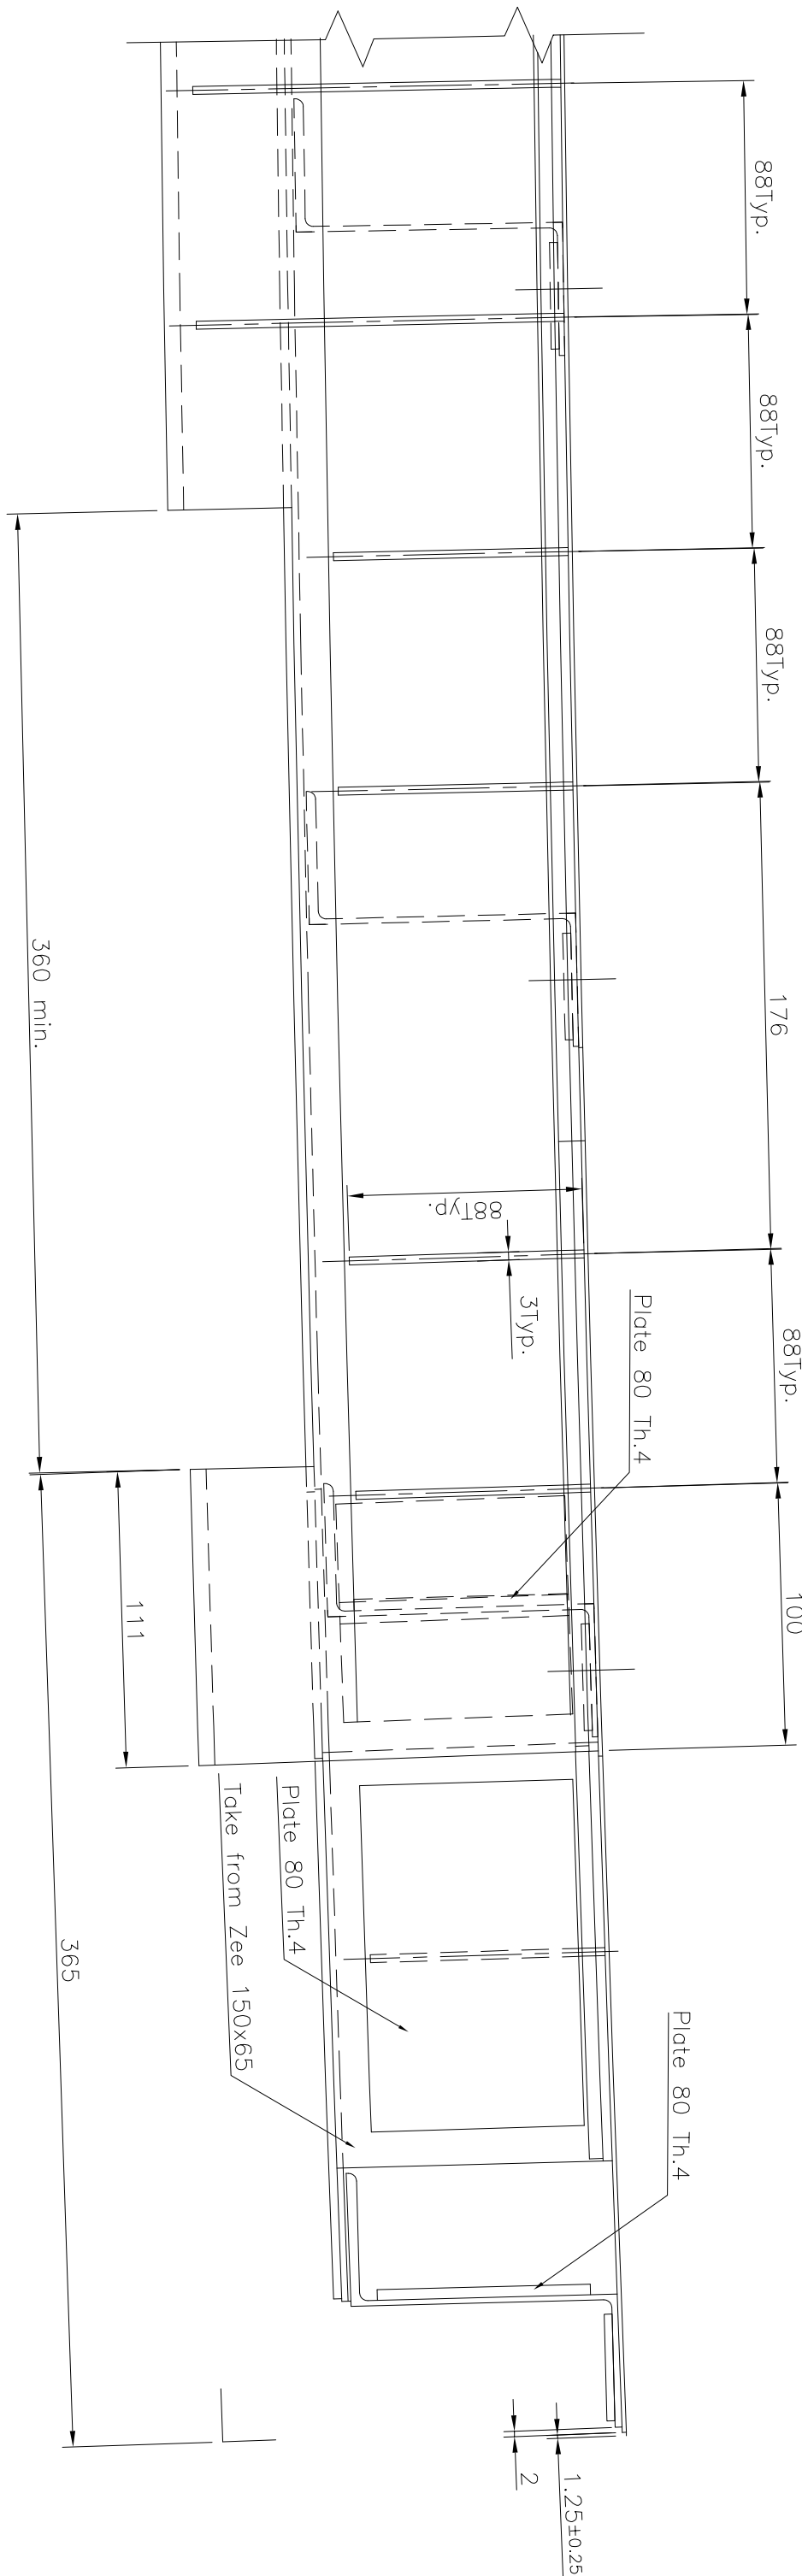 88Typ.
88Typ.
88Typ.
176
360 min.
88Typ.
3Typ.
Plate 80 Th.4
88Typ.
100
111
Plate 80 Th.4
Take from Zee 150x65
365
Plate 80 Th.4
2
1.25±0.25